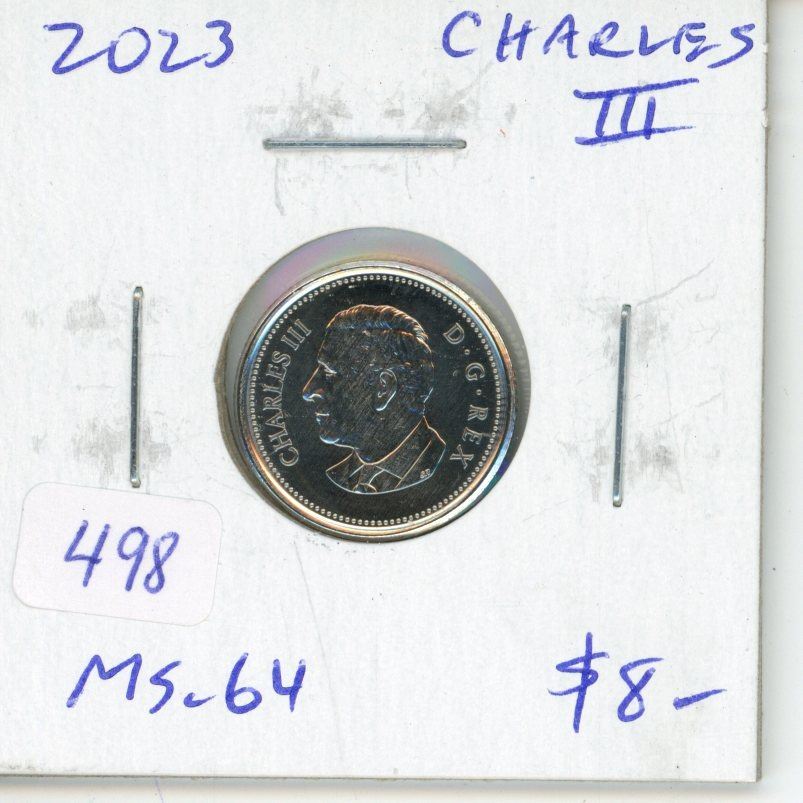 2023 CHARLES
III
CHARLES III D·G·REX
498
MS-64 $8-